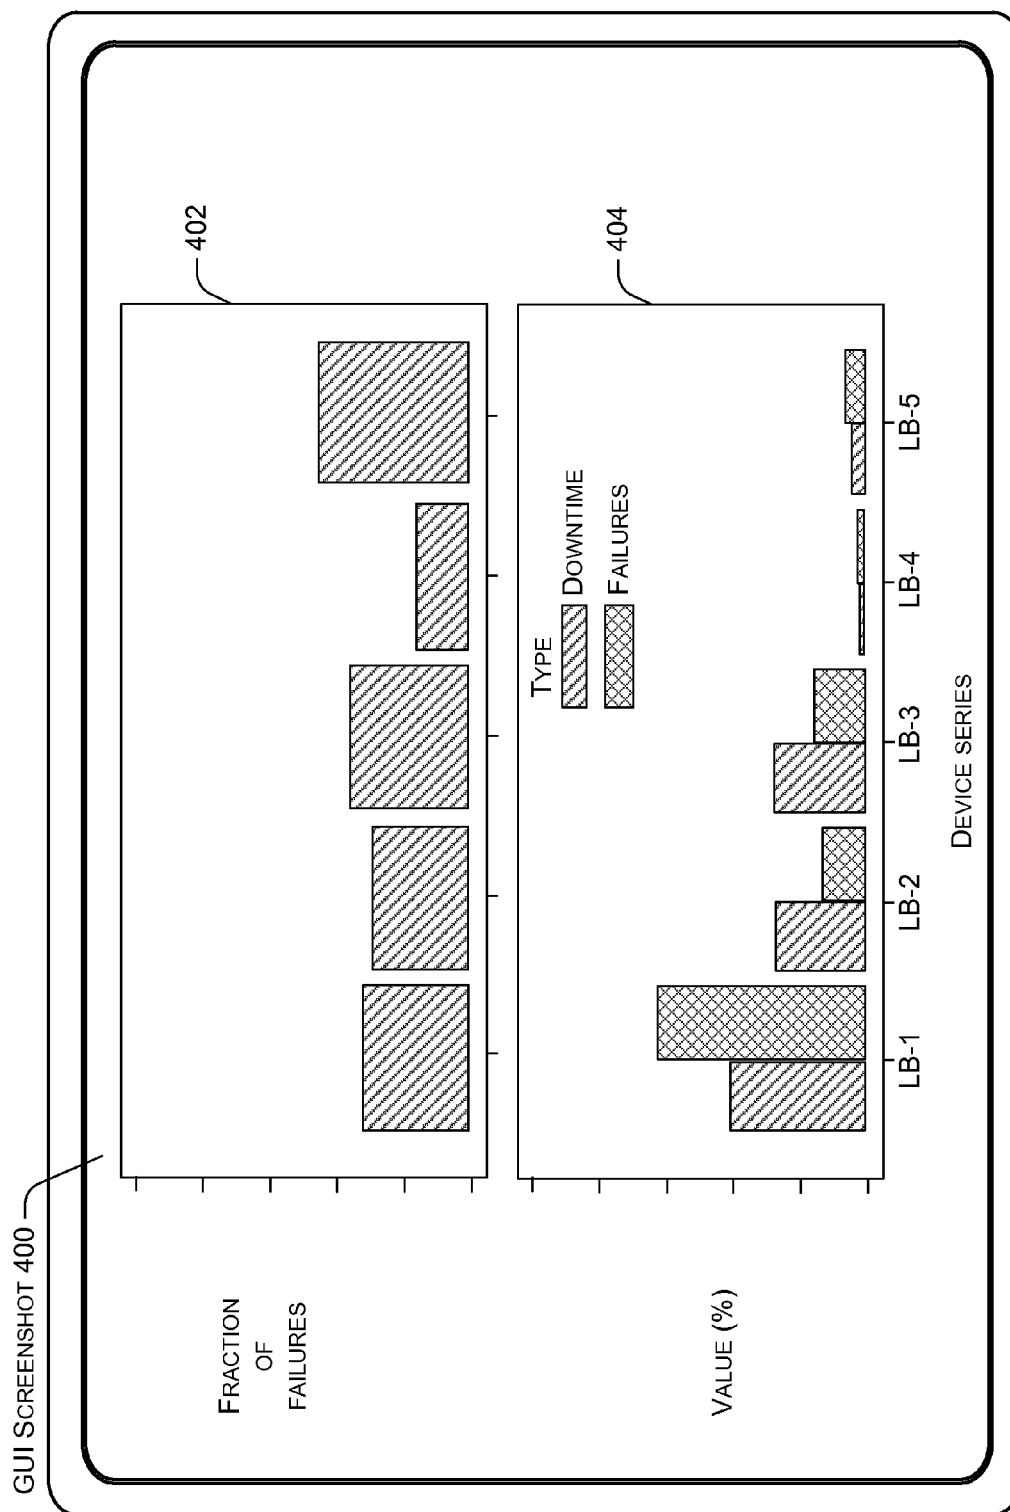 GUI SCREENSHOT 400
402
FRACTION
OF
FAILURES
404
TYPE
DOWNTIME
FAILURES
VALUE (%)
LB-1
LB-2
LB-3
LB-4
LB-5
DEVICE SERIES